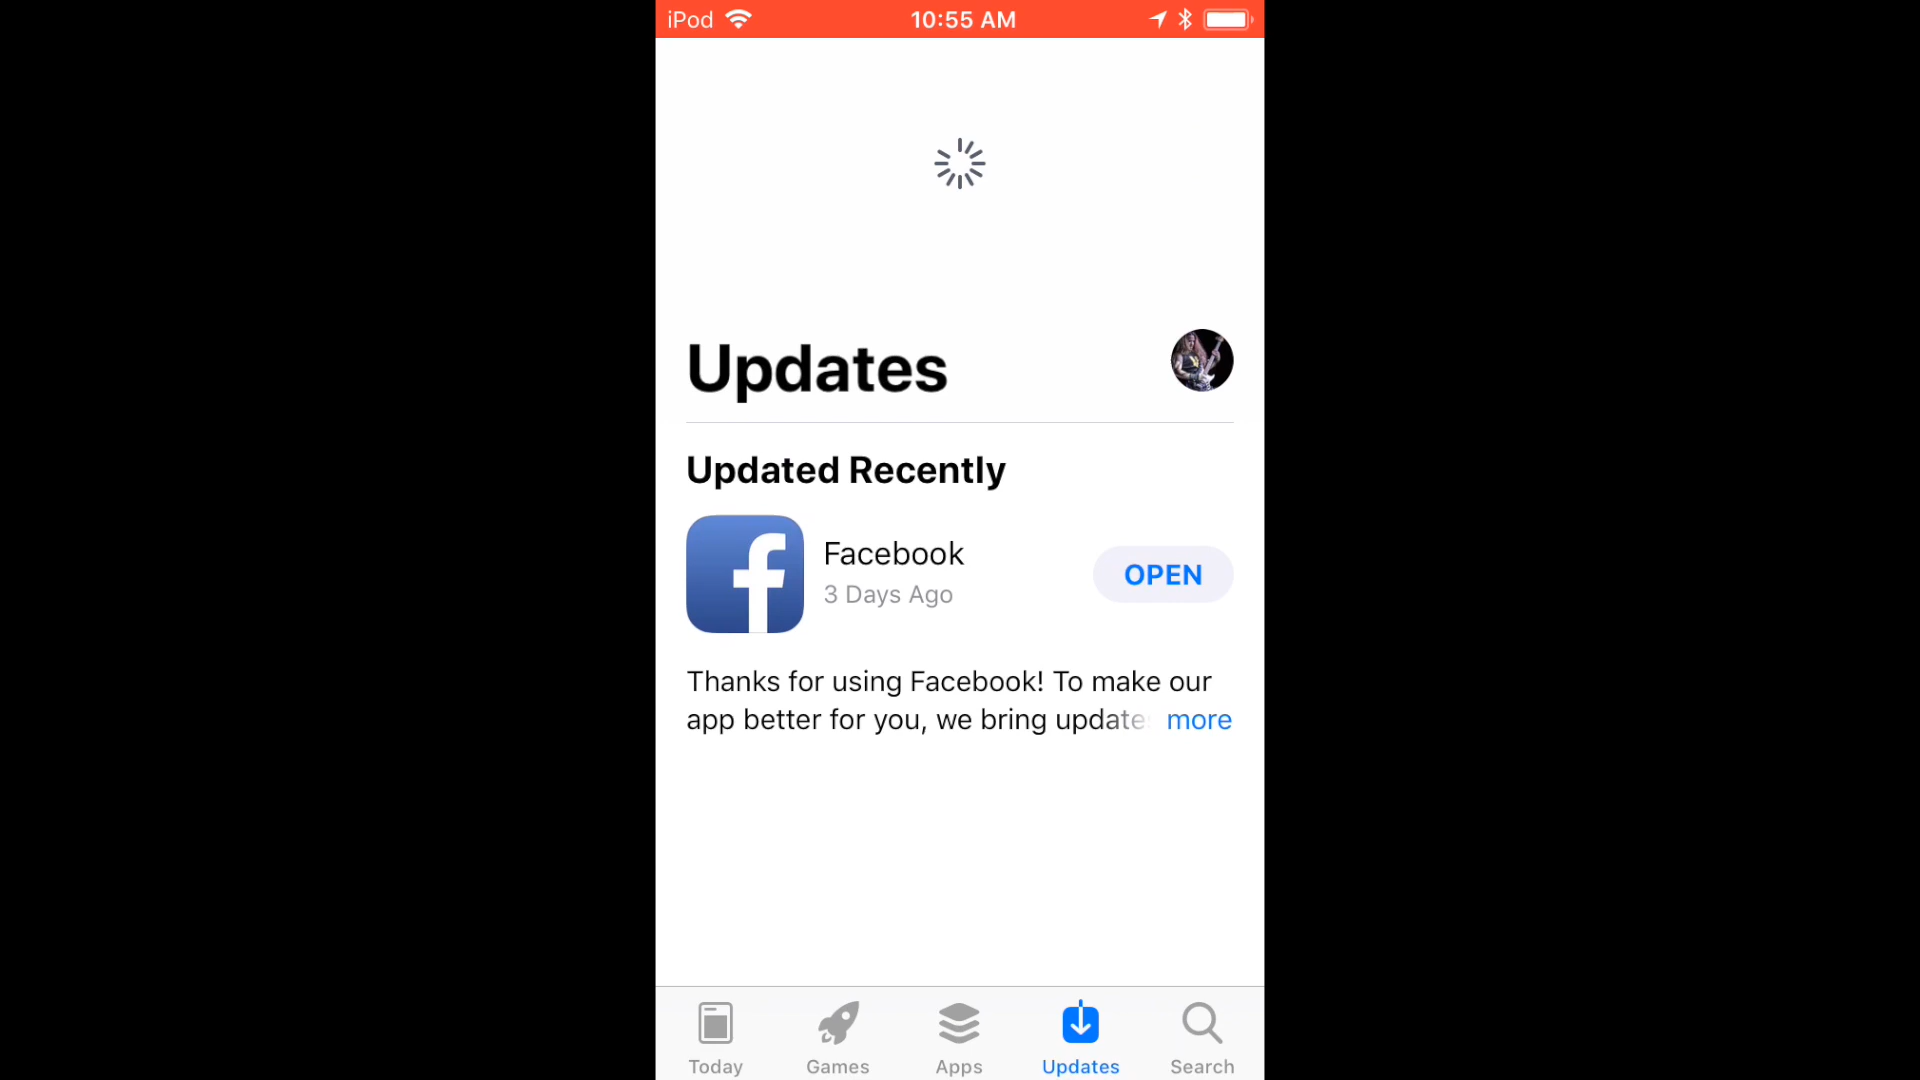 iPod 10:55 AM
Updates
Updated Recently
Facebook
3 Days Ago
OPEN
Thanks for using Facebook! To make our
app better for you, we bring update more
Today Games Apps Updates Search